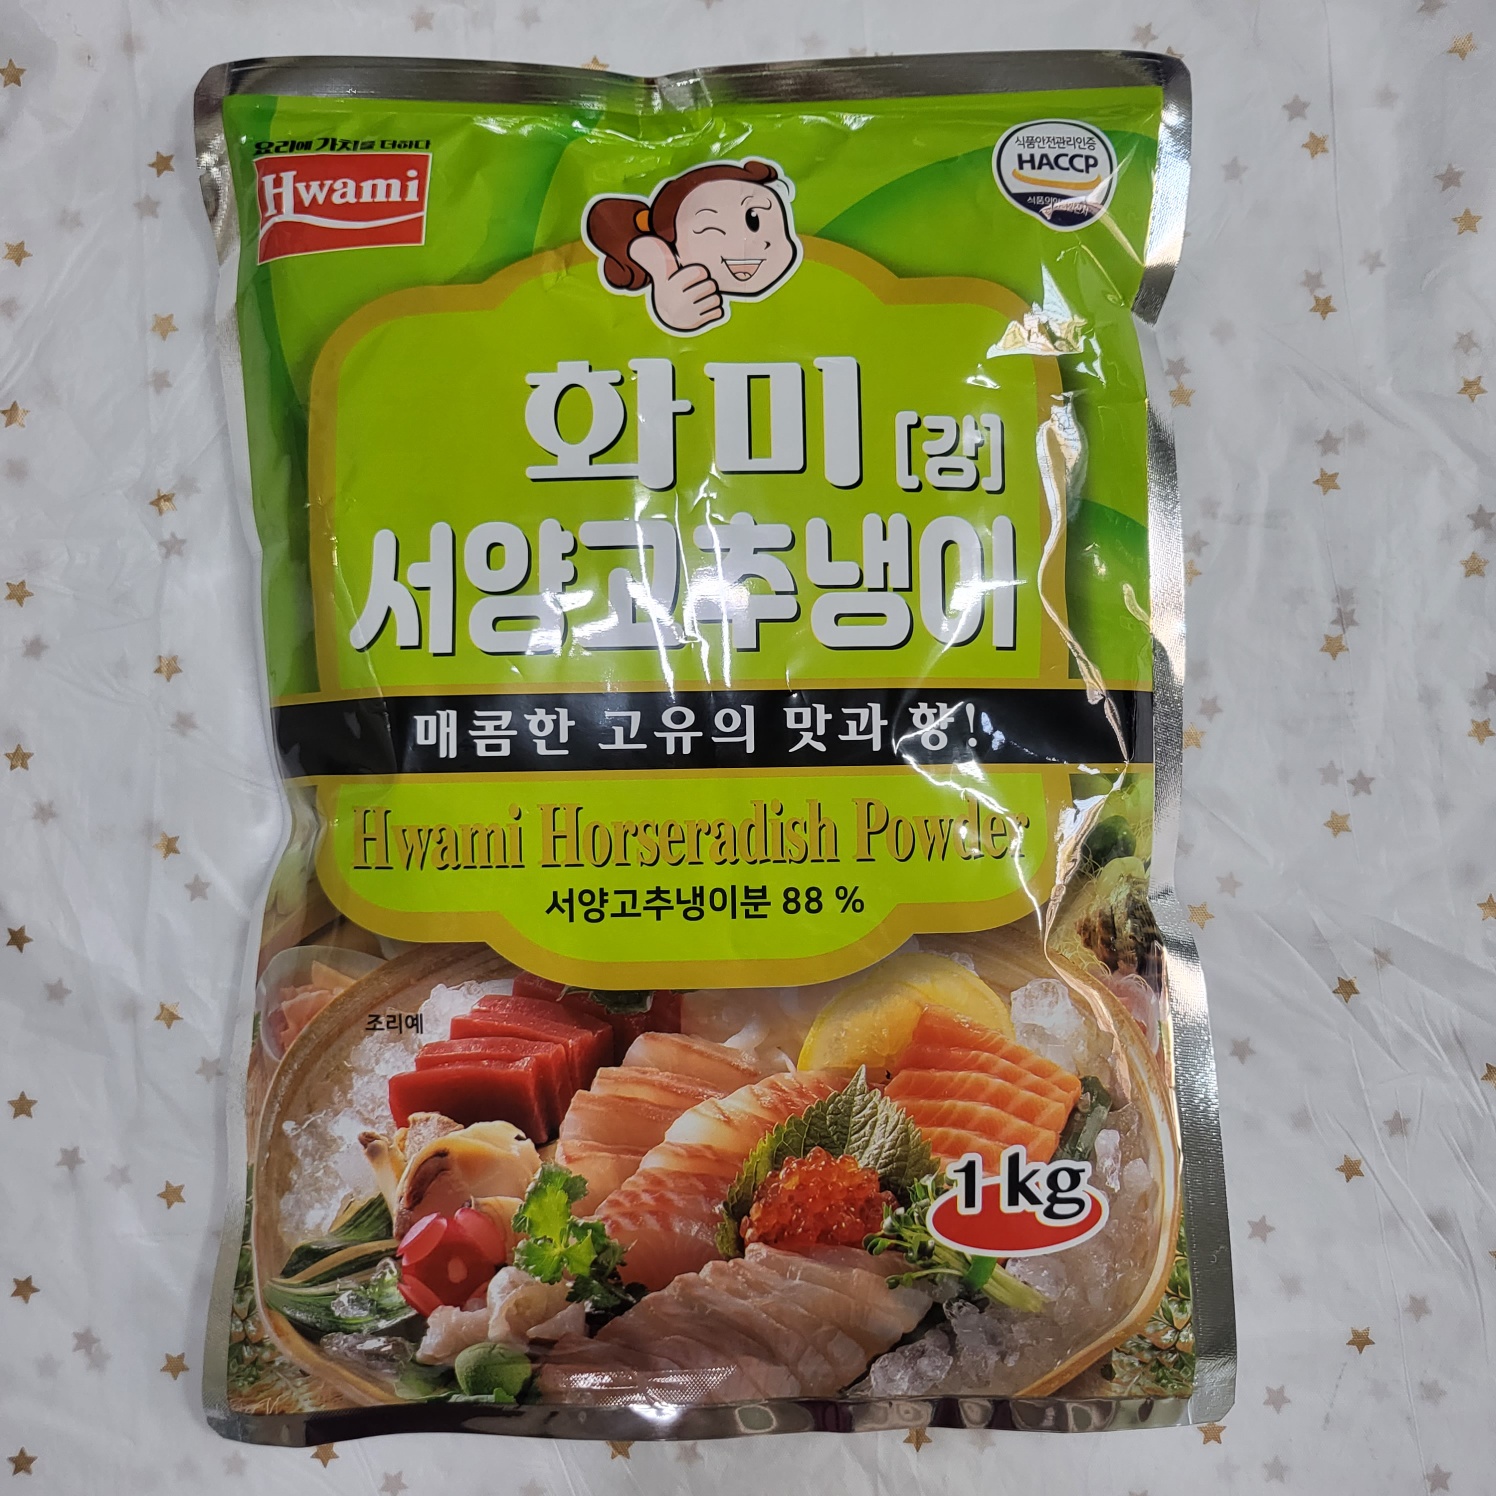 요리에 가치를 더하다
Hwami
식품안전관리인증
HACCP
화미 [강]
서양고추냉이
매콤한 고유의 맛과 향!
Hwami Horseradish Powder
서양고추냉이분 88 %
조리예
1 kg